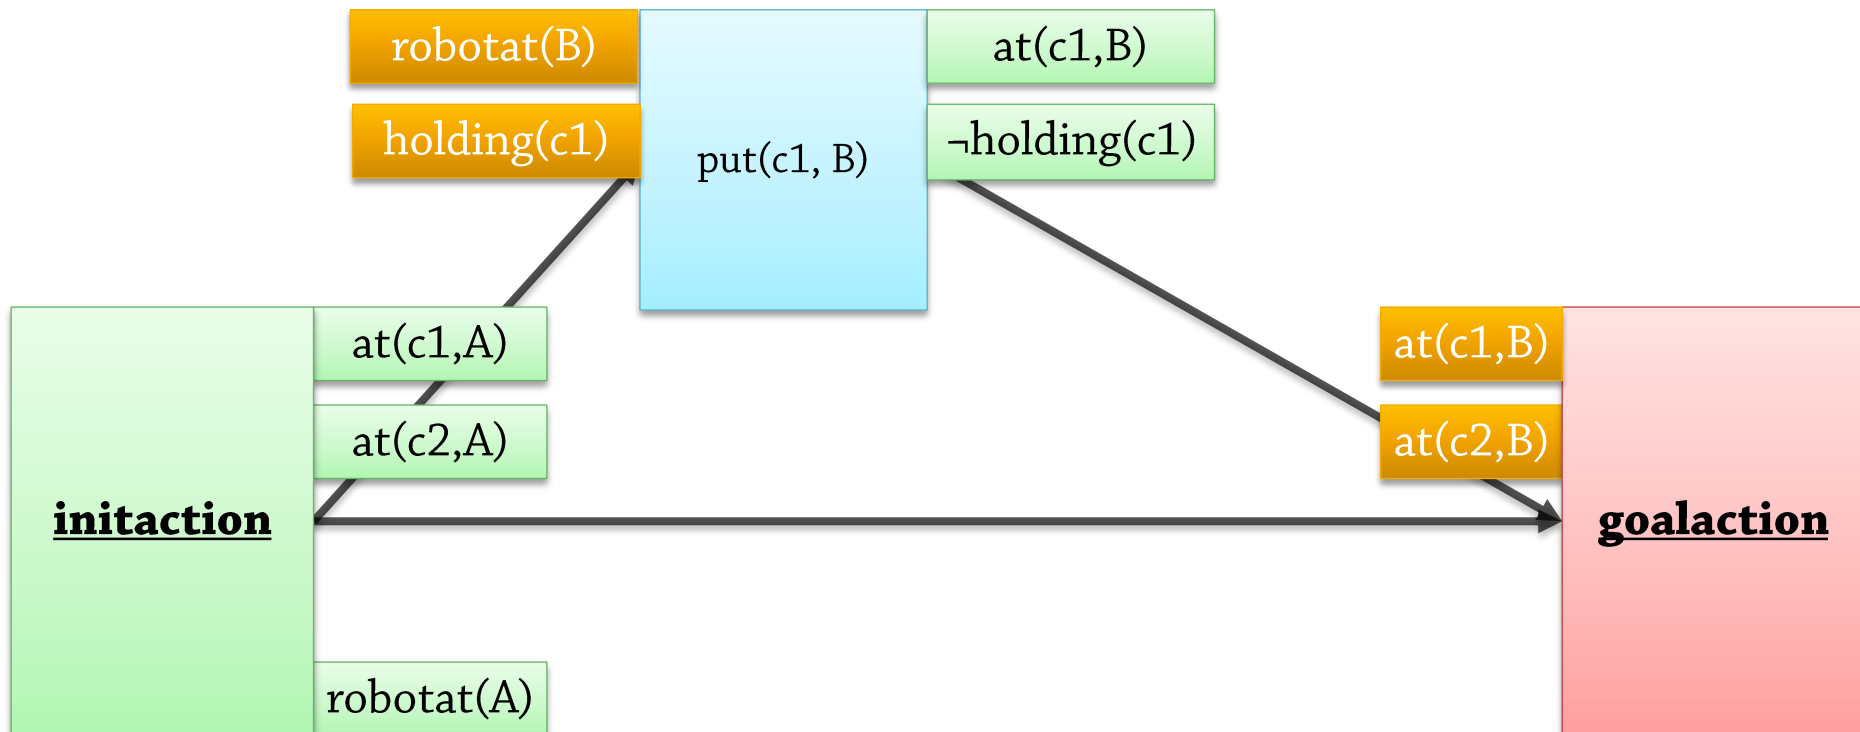 robotat(B)
at(c1,B)
holding(c1)
¬holding(c1)
put(c1, B)
at(c1,A)
at(c1,B)
at(c2,A)
at(c2,B)
initaction
goalaction
robotat(A)